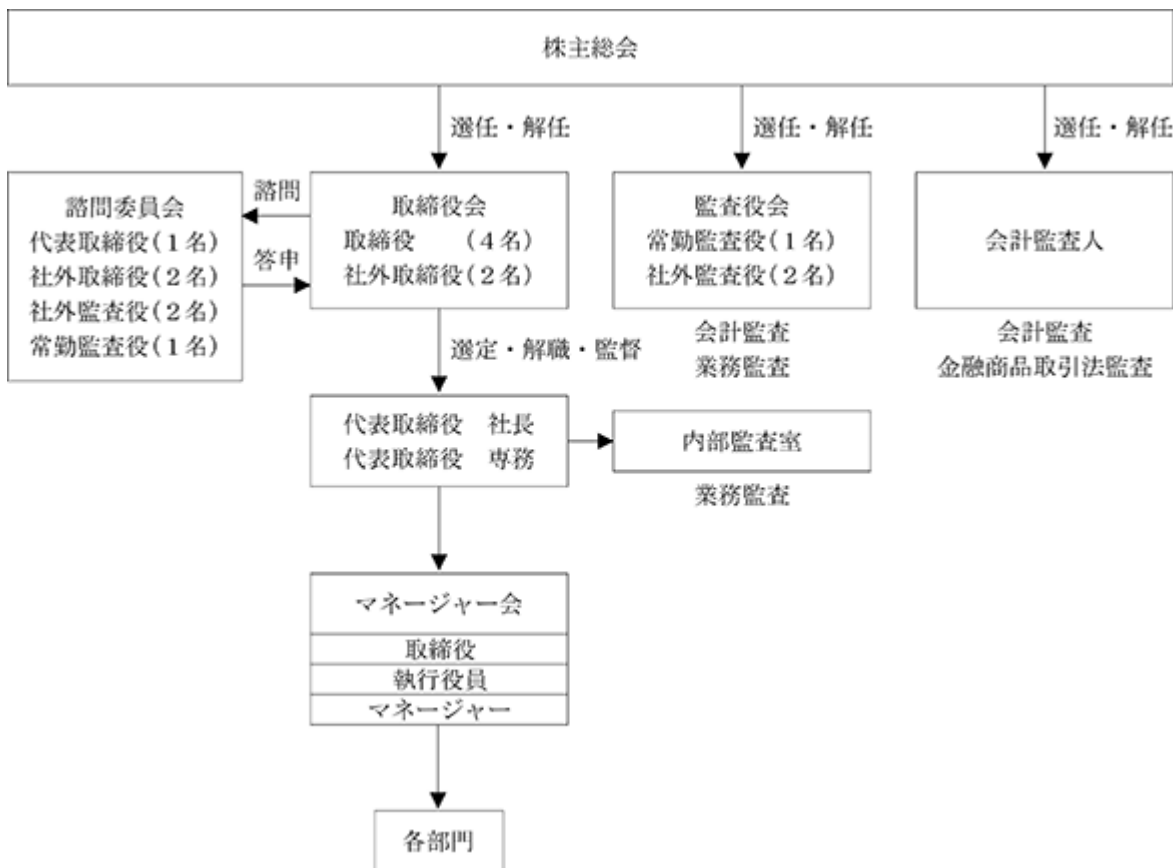 株主総会
選任・解任
選任・解任
選任・解任
諮問委員会
代表取締役(1名)
社外取締役(2名)
社外監査役(2名)
常勤監査役(1名)
諮問
答申
取締役会
取締役　　(4名)
社外取締役(2名)
監査役会
常勤監査役(1名)
社外監査役(2名)
会計監査
業務監査
会計監査人
会計監査
金融商品取引法監査
選定・解職・監督
代表取締役　社長
代表取締役　専務
内部監査室
業務監査
マネージャー会
取締役
執行役員
マネージャー
各部門